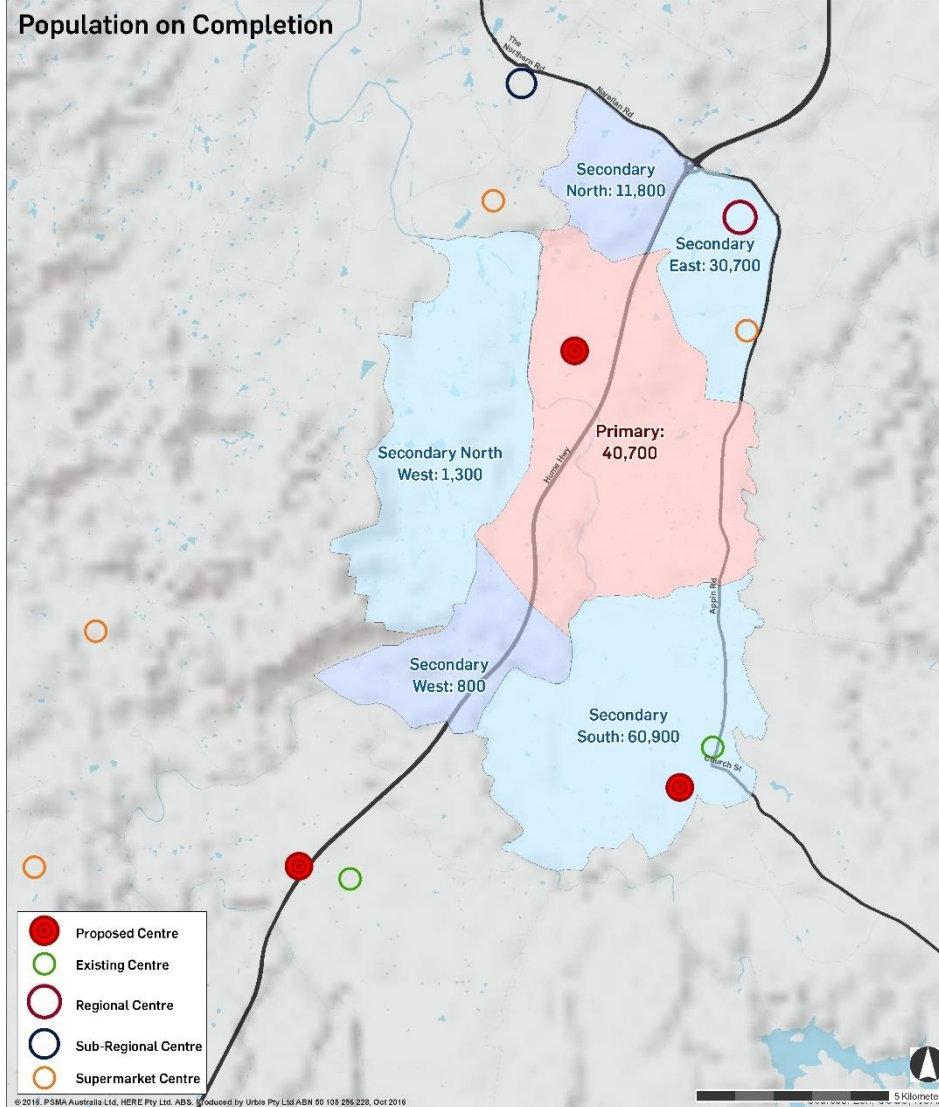 Population on Completion
The
Northern Rd
Narellan Rd
Secondary
North: 11,800
Secondary
East: 30,700
Primary:
40,700
Hume Hwy
Secondary North
West: 1,300
Appin Rd
Secondary
West: 800
Secondary
South: 60,900
Church St
Proposed Centre
Existing Centre
Regional Centre
Sub-Regional Centre
Supermarket Centre
© 2016. PSMA Australia Ltd, HERE Pty Ltd. ABS. Produced by Urbis Pty Ltd ABN 50 105 256 228, Oct 2016
5 Kilomete